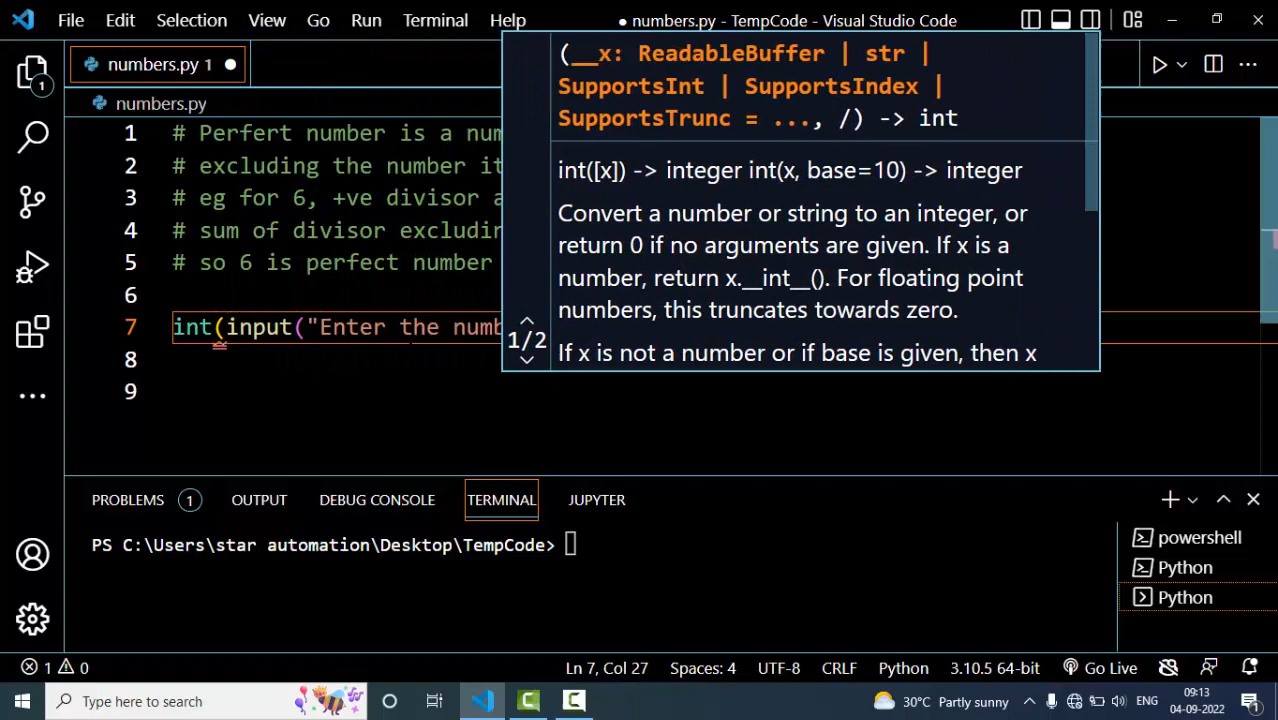 File Edit Selection View Go Run Terminal Help
● numbers.py - TempCode - Visual Studio Code
numbers.py 1 ●
numbers.py
(__x: ReadableBuffer | str |
SupportsInt | SupportsIndex |
SupportsTrunc = ..., /) -> int
int([x]) -> integer int(x, base=10) -> integer
Convert a number or string to an integer, or
return 0 if no arguments are given. If x is a
number, return x.__int__(). For floating point
numbers, this truncates towards zero.
If x is not a number or if base is given, then x
1/2
1 # Perfert number is a num
2 # excluding the number it
3 # eg for 6, +ve divisor a
4 # sum of divisor excludin
5 # so 6 is perfect number
6
7 int(input("Enter the numb
8
9
PROBLEMS 1 OUTPUT DEBUG CONSOLE TERMINAL JUPYTER
PS C:\Users\star automation\Desktop\TempCode>
powershell
Python
Python
1 0 Ln 7, Col 27 Spaces: 4 UTF-8 CRLF Python 3.10.5 64-bit Go Live
Type here to search
30°C Partly sunny
ENG
09:13
04-09-2022
1
1